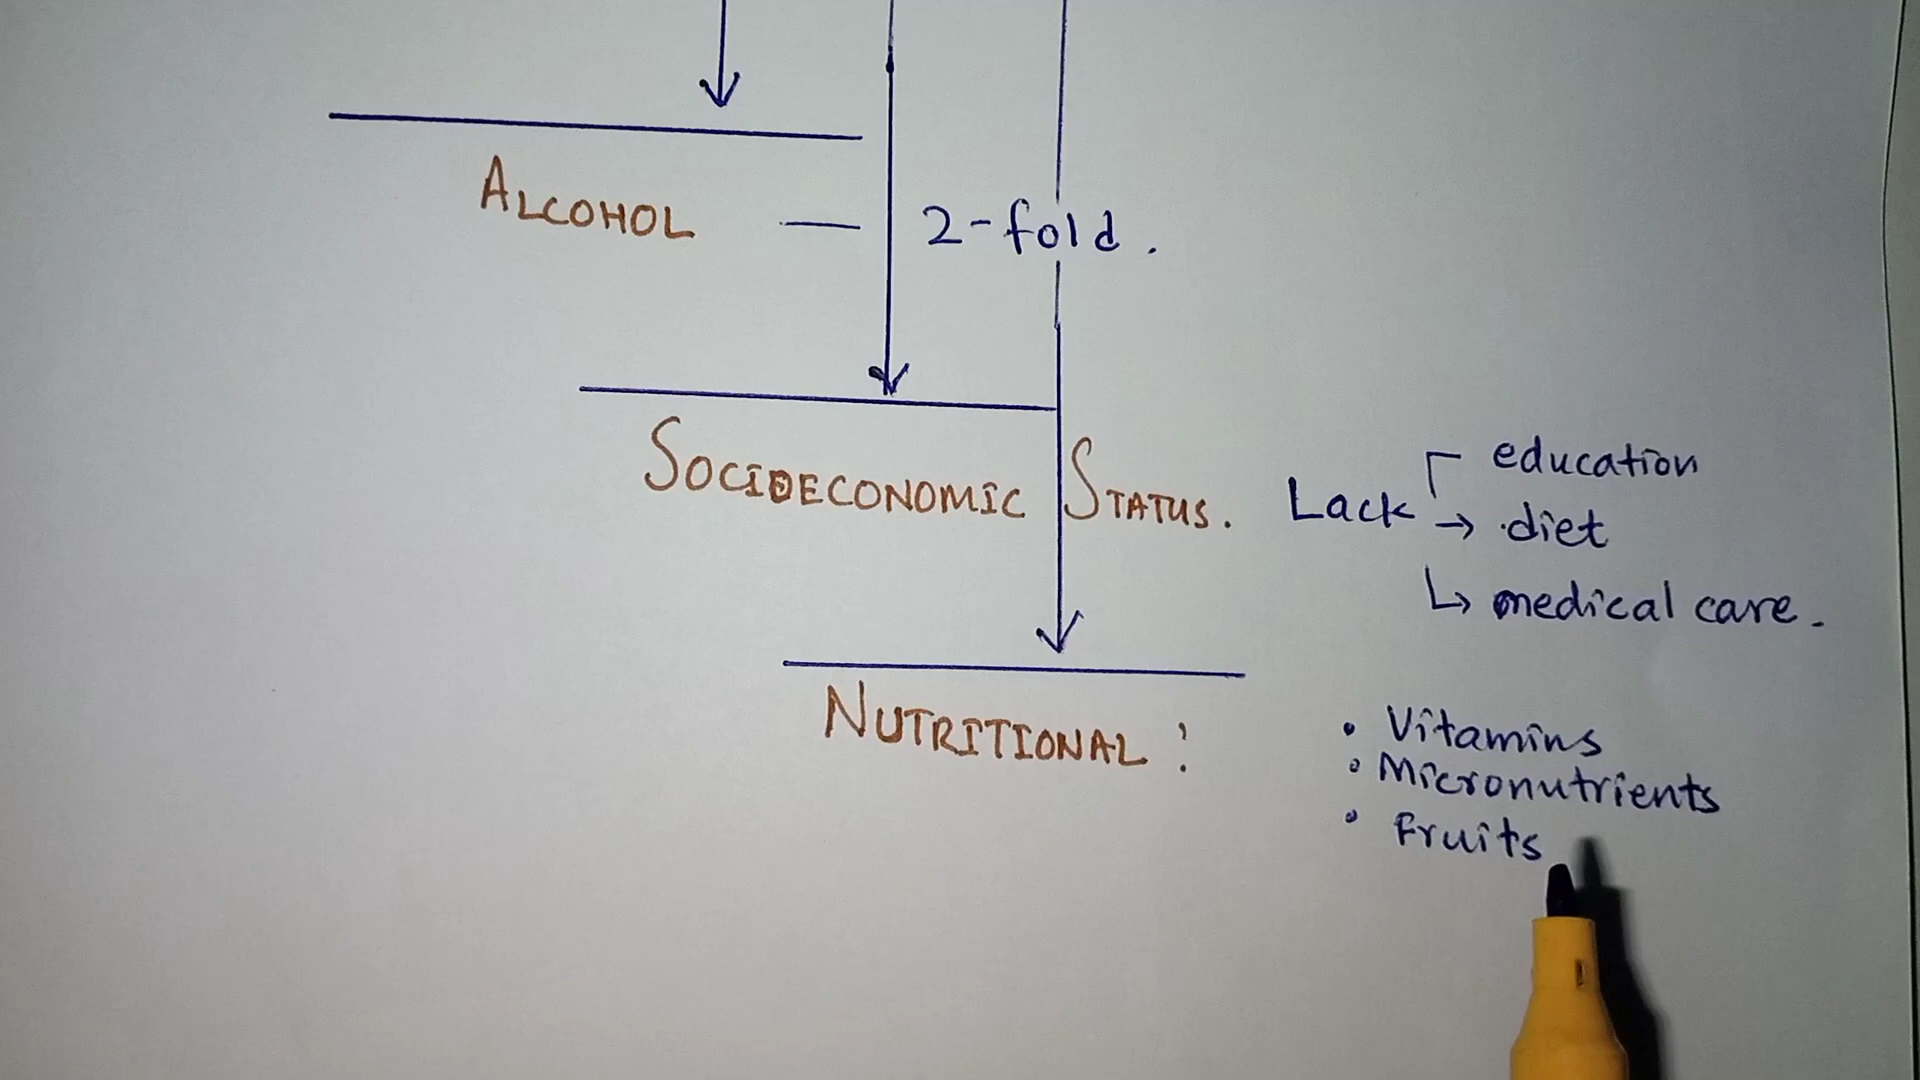 ALCOHOL — 2-fold.
SOCIOECONOMIC STATUS. Lack education
→ diet
↳ medical care.
NUTRITIONAL : • Vitamins
• Micronutrients
• Fruits